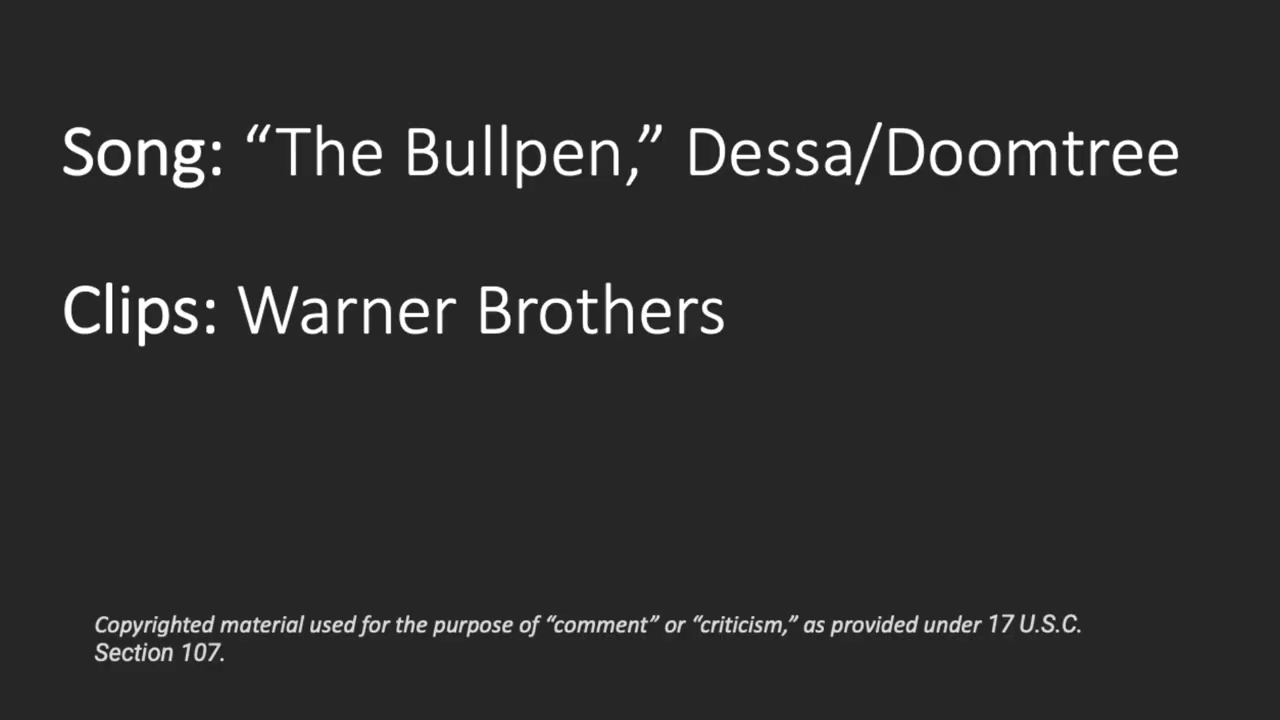 Song: “The Bullpen,” Dessa/Doomtree
Clips: Warner Brothers
Copyrighted material used for the purpose of “comment” or “criticism,” as provided under 17 U.S.C.
Section 107.